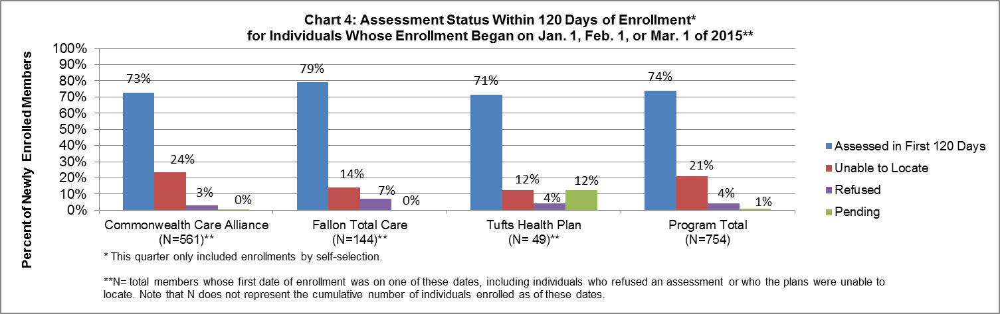 Chart 4: Assessment Status Within 120 Days of Enrollment*
for Individuals Whose Enrollment Began on Jan. 1, Feb. 1, or Mar. 1 of 2015**
Percent of Newly Enrolled Members
100%
90%
80%
70%
60%
50%
40%
30%
20%
10%
0%
73%
24%
3%
0%
79%
14%
7%
0%
71%
12%
4%
12%
74%
21%
4%
1%
Commonwealth Care Alliance
(N=561)**
Fallon Total Care
(N=144)**
Tufts Health Plan
(N= 49)**
Program Total
(N=754)
Assessed in First 120 Days
Unable to Locate
Refused
Pending
* This quarter only included enrollments by self-selection.
**N= total members whose first date of enrollment was on one of these dates, including individuals who refused an assessment or who the plans were unable to
locate. Note that N does not represent the cumulative number of individuals enrolled as of these dates.